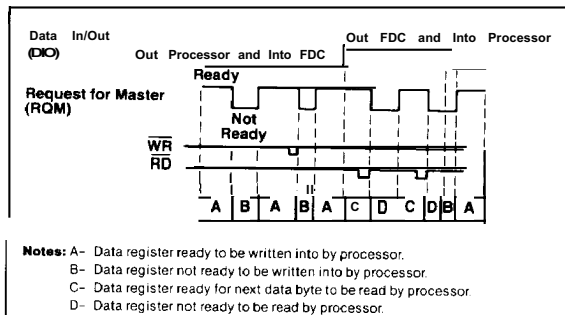 Data In/Out
(DIO)
Out FDC and Into Processor
Out Processor and Into FDC
Ready
Request for Master
(RQM)
Not
Ready
WR
RD
A B A B A C D C D B A
Notes: A- Data register ready to be written into by processor.
B- Data register not ready to be written into by processor.
C- Data register ready for next data byte to be read by processor.
D- Data register not ready to be read by processor.